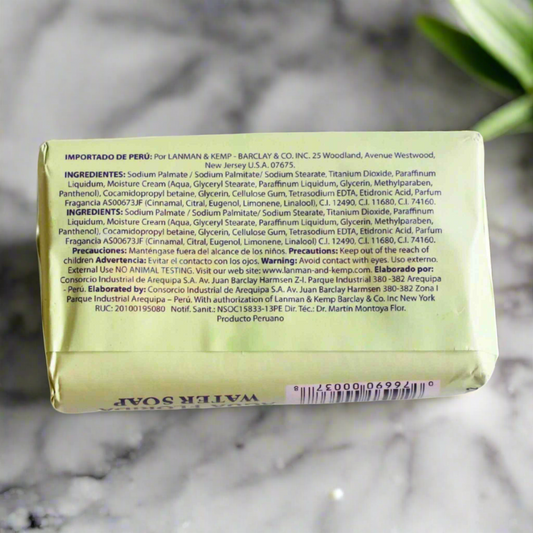 IMPORTADO DE PERÚ: Por LANMAN & KEMP - BARCLAY & CO. INC. 25 Woodland, Avenue Westwood,
New Jersey U.S.A. 07675.
INGREDIENTES: Sodium Palmate / Sodium Palmitate/ Sodium Stearate, Titanium Dioxide, Paraffinum
Liquidum, Moisture Cream (Aqua, Glyceryl Stearate, Paraffinum Liquidum, Glycerin, Methylparaben,
Panthenol), Cocamidopropyl betaine, Glycerin, Cellulose Gum, Tetrasodium EDTA, Etidronic Acid, Parfum
Fragancia AS00673JF (Cinnamal, Citral, Eugenol, Limonene, Linalool), C.I. 12490, C.I. 11680, C.I. 74160.
INGREDIENTS: Sodium Palmate / Sodium Palmitate/ Sodium Stearate, Titanium Dioxide, Paraffinum
Liquidum, Moisture Cream (Aqua, Glyceryl Stearate, Paraffinum Liquidum, Glycerin, Methylparaben,
Panthenol), Cocamidopropyl betaine, Glycerin, Cellulose Gum, Tetrasodium EDTA, Etidronic Acid, Parfum
Fragancia AS00673JF (Cinnamal, Citral, Eugenol, Limonene, Linalool) C.I. 12490, C.I. 11680, C.I. 74160.
Precauciones: Manténgase fuera del alcance de los niños. Precautions: Keep out of the reach of
children Advertencia: Evitar el contacto con los ojos. Warning: Avoid contact with eyes. Uso externo.
External Use NO ANIMAL TESTING. Visit our web site: www.lanman-and-kemp.com. Elaborado por:
Consorcio Industrial de Arequipa S.A. Av. Juan Barclay Harmsen Z-I. Parque Industrial 380 -382 Arequipa
- Perú. Elaborated by: Consorcio Industrial de Arequipa S.A. Av. Juan Barclay Harmsen 380-382 Zona I
Parque Industrial Arequipa – Perú. With authorization of Lanman & Kemp Barclay & Co. Inc New York
RUC: 20100195080 Notif. Sanit.: NSOC15833-13PE Dir. Téc.: Dr. Martin Montoya Flor.
Producto Peruano
WATER SOAP
0 76690 00037 8